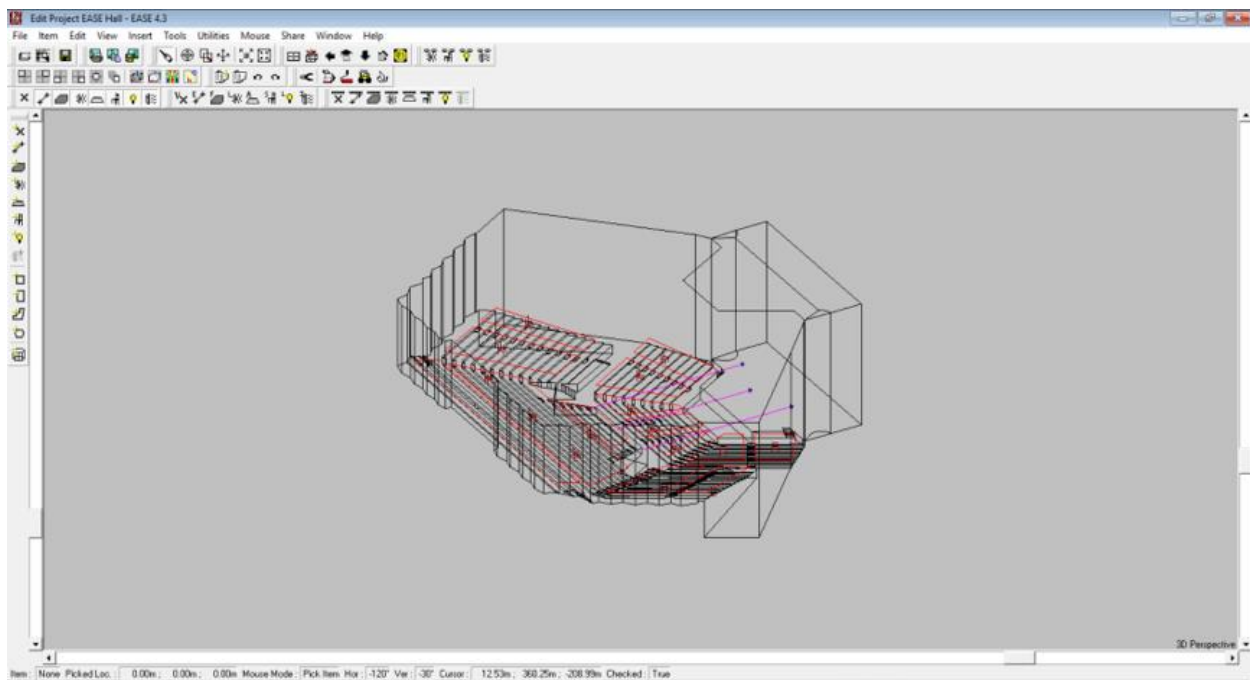 Edit Project EASE Hall - EASE 4.3
File Item Edit View Insert Tools Utilities Mouse Share Window Help
3D Perspective
Item : None Picked Loc. : 0.00m ; 0.00m ; 0.00m Mouse Mode : Pick Item Hor : -120° Ver : -30° Cursor : 12.53m ; 360.25m ; -208.99m Checked : True